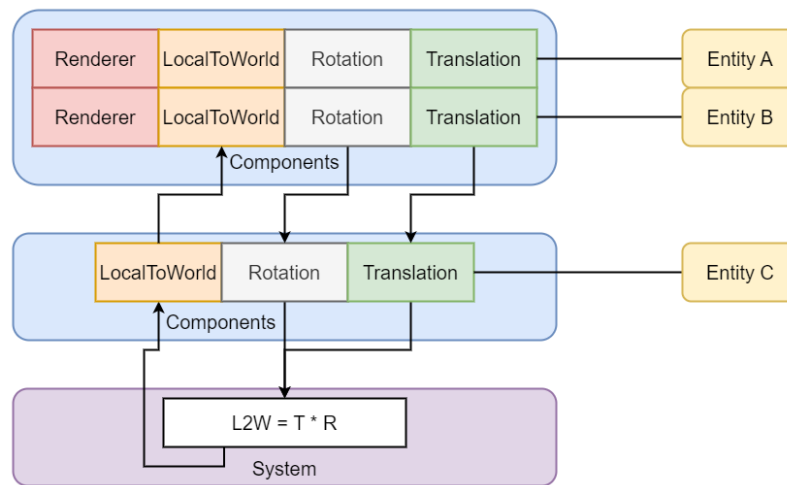 Renderer LocalToWorld Rotation Translation Entity A
Renderer LocalToWorld Rotation Translation Entity B
Components
LocalToWorld Rotation Translation Entity C
Components
L2W = T * R
System